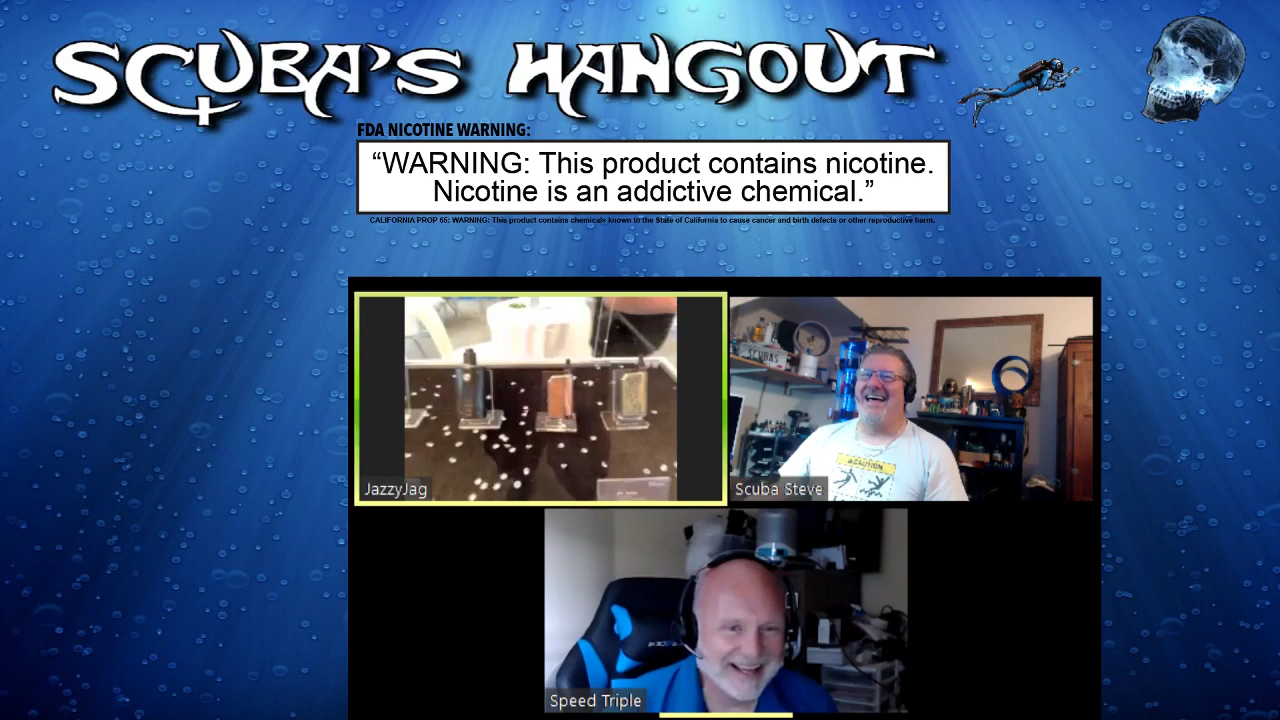 SCUBA'S HANGOUT
FDA NICOTINE WARNING:
“WARNING: This product contains nicotine.
Nicotine is an addictive chemical.”
CALIFORNIA PROP 65: WARNING: This product contains chemicals known to the State of California to cause cancer and birth defects or other reproductive harm.
SCUBAS
CAUTION
JazzyJag
Scuba Steve
Speed Triple